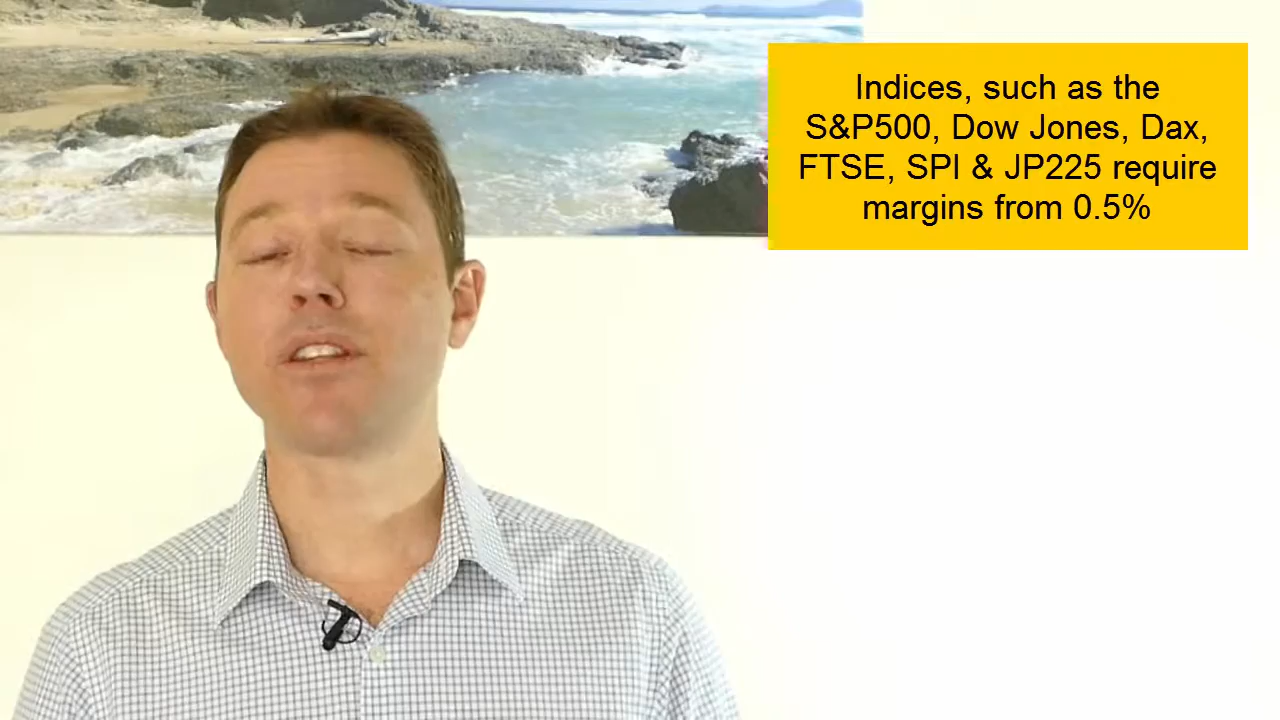 Indices, such as the
S&P500, Dow Jones, Dax,
FTSE, SPI & JP225 require
margins from 0.5%